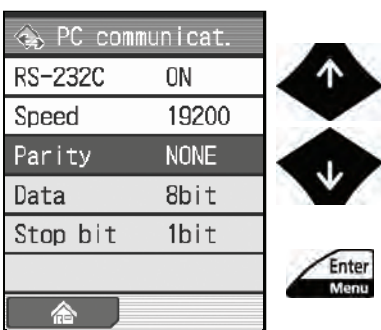 PC communicat.
RS-232C ON
Speed 19200
Parity NONE
Data 8bit
Stop bit 1bit
Enter
Menu